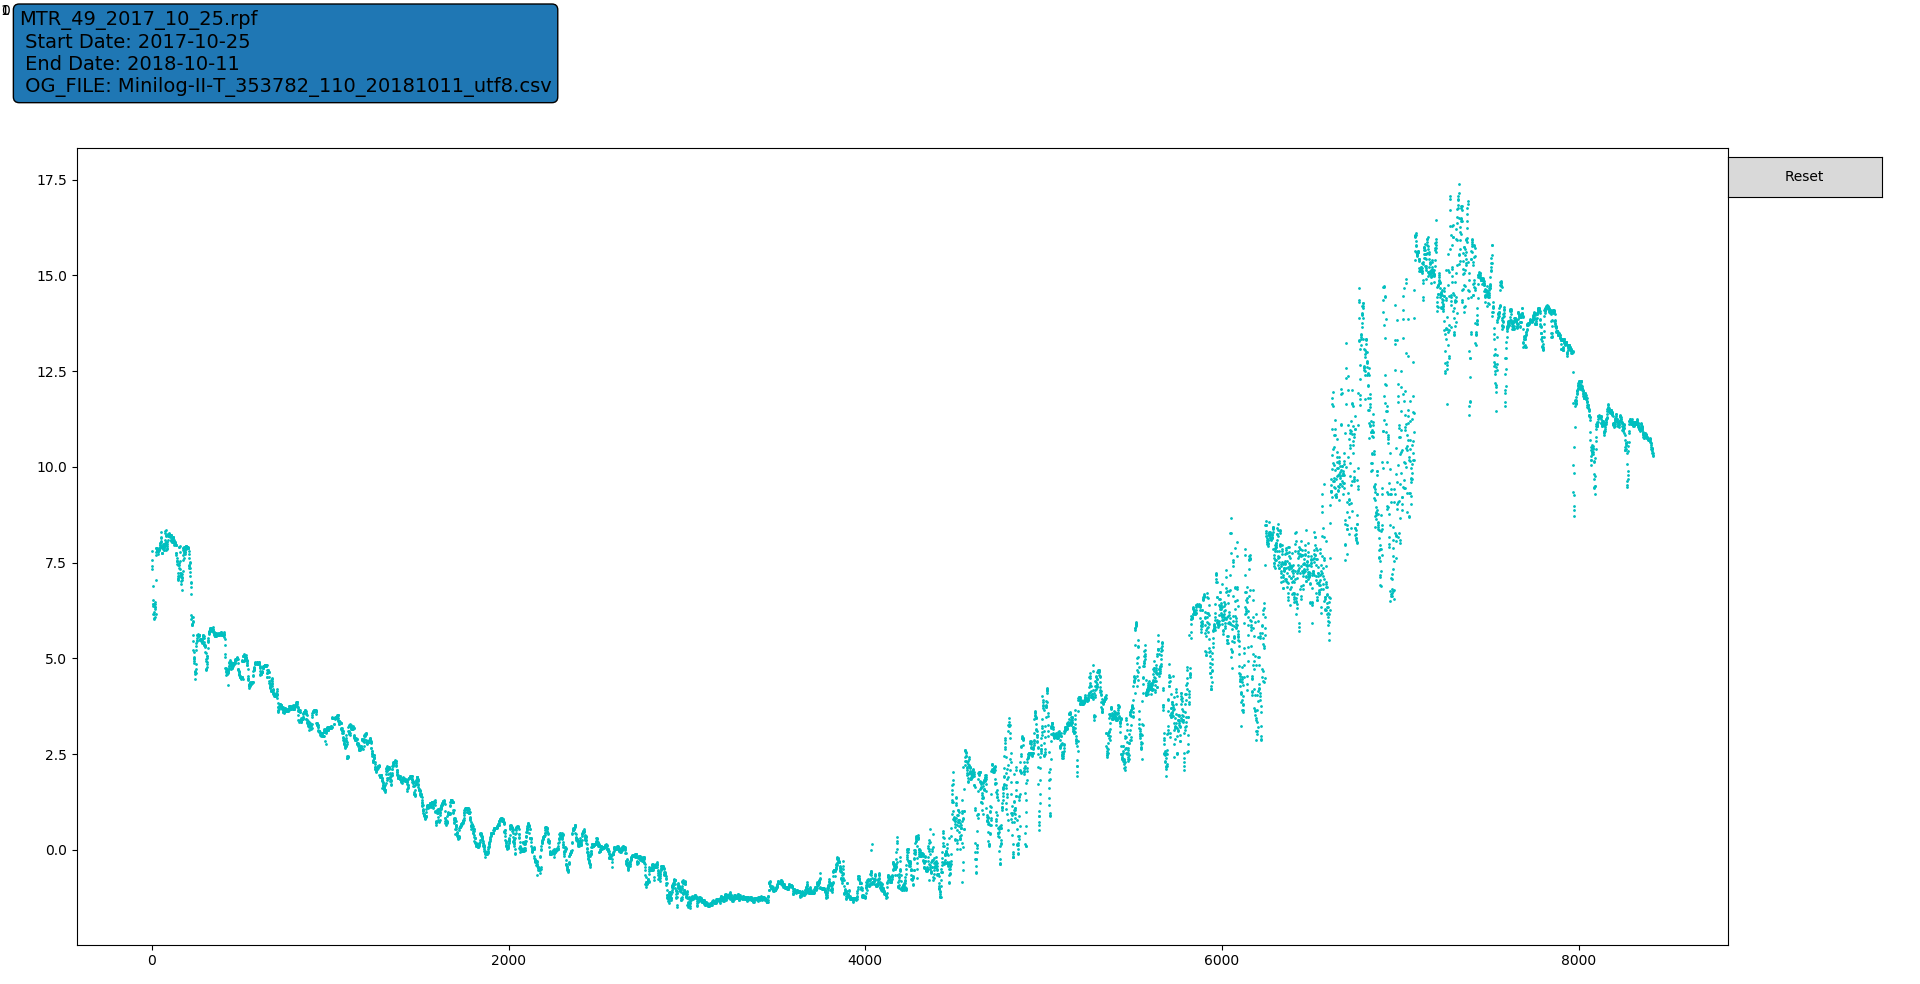 MTR_49_2017_10_25.rpf
Start Date: 2017-10-25
End Date: 2018-10-11
OG_FILE: Minilog-II-T_353782_110_20181011_utf8.csv
Reset
17.5
15.0
12.5
10.0
7.5
5.0
2.5
0.0
0 2000 4000 6000 8000